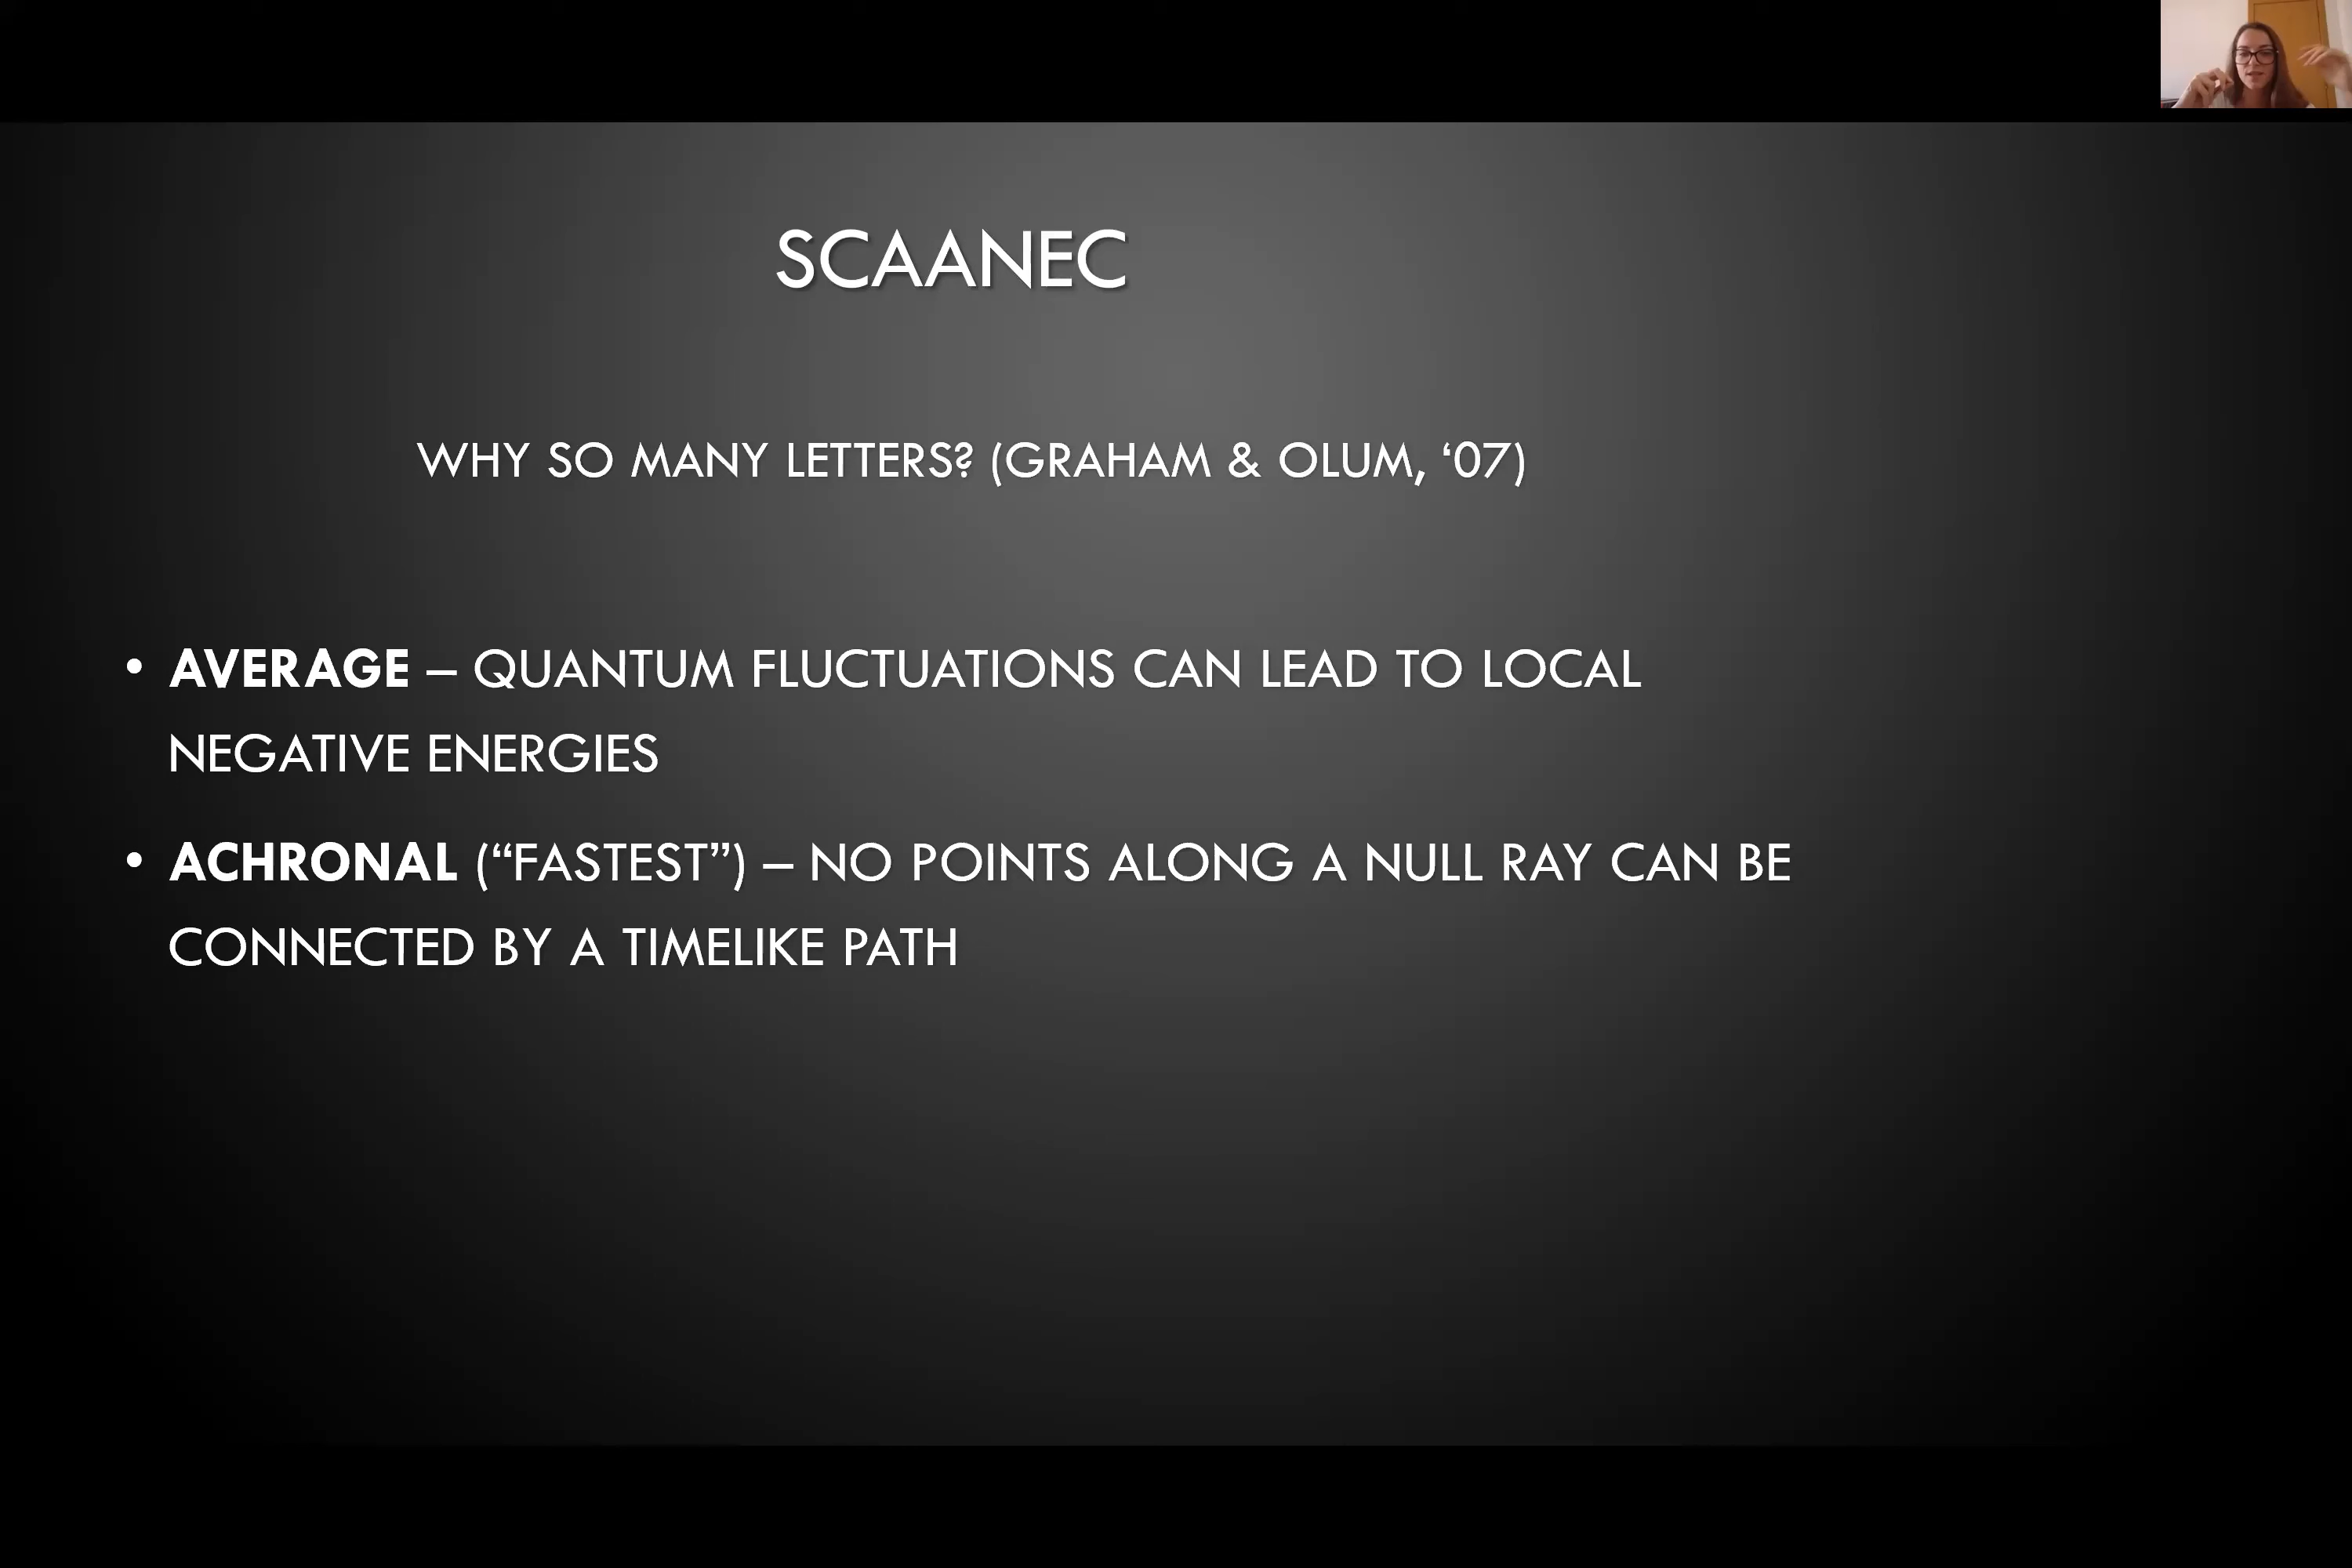 SCAANEC
WHY SO MANY LETTERS? (GRAHAM & OLUM, ‘07)
• AVERAGE – QUANTUM FLUCTUATIONS CAN LEAD TO LOCAL
NEGATIVE ENERGIES
• ACHRONAL (“FASTEST”) – NO POINTS ALONG A NULL RAY CAN BE
CONNECTED BY A TIMELIKE PATH